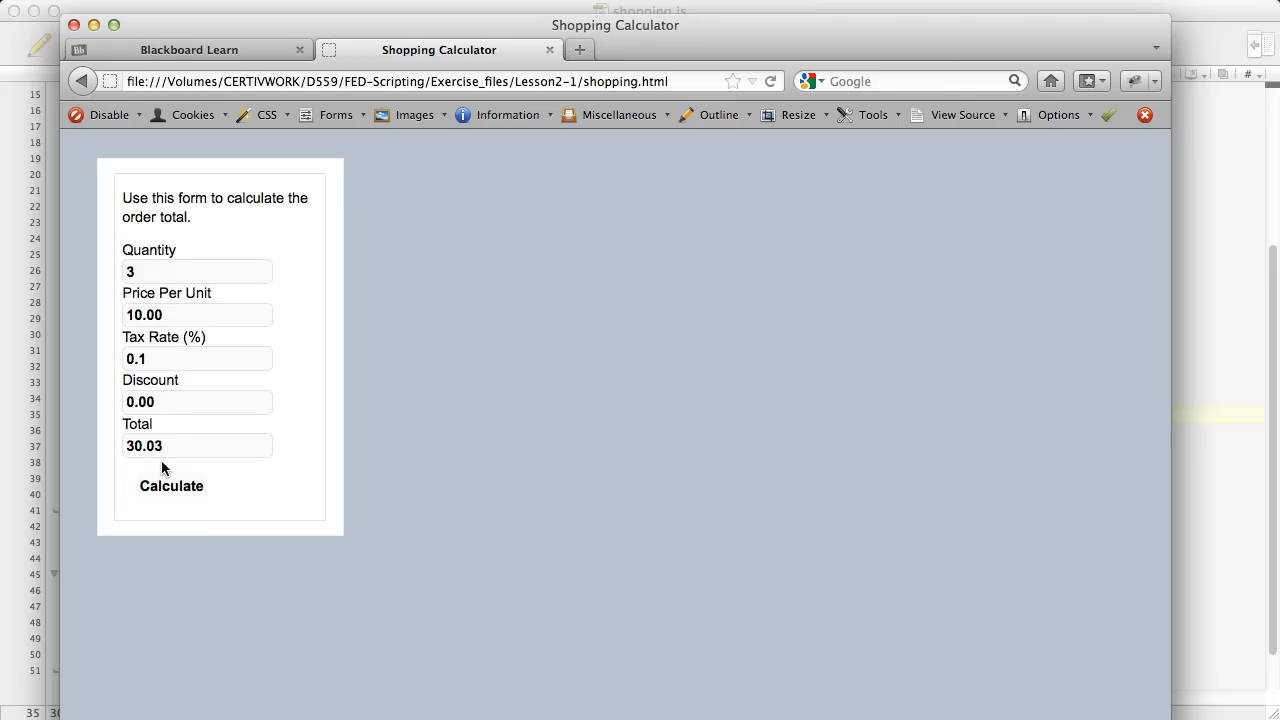 shopping.js
Shopping Calculator
Blackboard Learn
Shopping Calculator
file:///Volumes/CERTIVWORK/D559/FED-Scripting/Exercise_files/Lesson2-1/shopping.html
Google
Disable Cookies CSS Forms Images Information Miscellaneous Outline Resize Tools View Source Options
Use this form to calculate the
order total.
Quantity
3
Price Per Unit
10.00
Tax Rate (%)
0.1
Discount
0.00
Total
30.03
Calculate
15
16
17
18
19
20
21
22
23
24
25
26
27
28
29
30
31
32
33
34
35
36
37
38
39
40
41
42
43
44
45
46
47
48
49
50
51
35 30